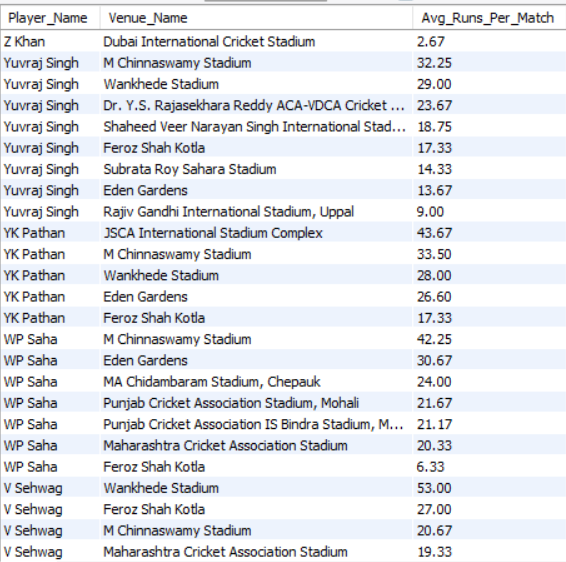 Player_Name Venue_Name Avg_Runs_Per_Match
Z Khan Dubai International Cricket Stadium 2.67
Yuvraj Singh M Chinnaswamy Stadium 32.25
Yuvraj Singh Wankhede Stadium 29.00
Yuvraj Singh Dr. Y.S. Rajasekhara Reddy ACA-VDCA Cricket ... 23.67
Yuvraj Singh Shaheed Veer Narayan Singh International Stad... 18.75
Yuvraj Singh Feroz Shah Kotla 17.33
Yuvraj Singh Subrata Roy Sahara Stadium 14.33
Yuvraj Singh Eden Gardens 13.67
Yuvraj Singh Rajiv Gandhi International Stadium, Uppal 9.00
YK Pathan JSCA International Stadium Complex 43.67
YK Pathan M Chinnaswamy Stadium 33.50
YK Pathan Wankhede Stadium 28.00
YK Pathan Eden Gardens 26.60
YK Pathan Feroz Shah Kotla 17.33
WP Saha M Chinnaswamy Stadium 42.25
WP Saha Eden Gardens 30.67
WP Saha MA Chidambaram Stadium, Chepauk 24.00
WP Saha Punjab Cricket Association Stadium, Mohali 21.67
WP Saha Punjab Cricket Association IS Bindra Stadium, M... 21.17
WP Saha Maharashtra Cricket Association Stadium 20.33
WP Saha Feroz Shah Kotla 6.33
V Sehwag Wankhede Stadium 53.00
V Sehwag Feroz Shah Kotla 27.00
V Sehwag M Chinnaswamy Stadium 20.67
V Sehwag Maharashtra Cricket Association Stadium 19.33